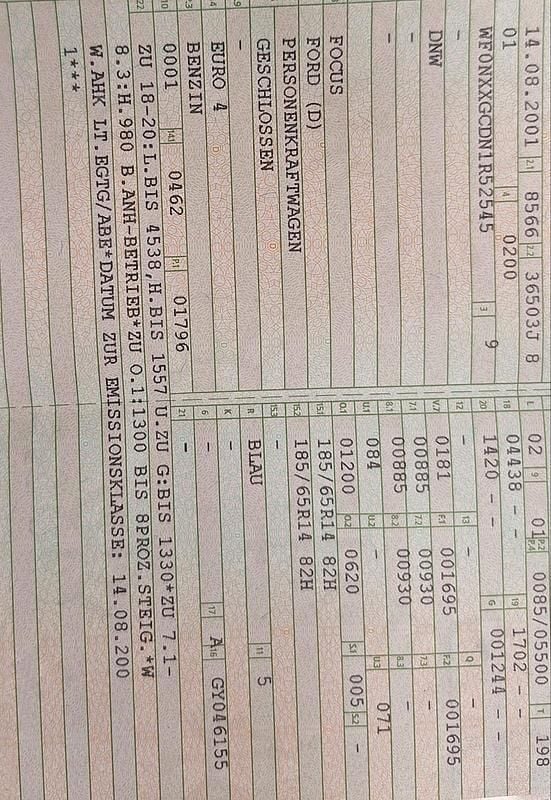 14.08.2001 2.1 8566 2.2 36503J 8 L 02 9 01 P.2 P.4 0085/05500 T 198
01 4 0200 18 04438 - - 19 1702 - -
WF0NXXGCDN1R52545 3 9 20 1420 - - G 001244 - -
- 12 - 13 - Q -
DNW V.7 0181 F.1 001695 F.2 001695
- 7.1 00885 7.2 00930 7.3 -
- 8.1 00885 8.2 00930 8.3 -
U.1 084 U.2 - U.3 071
FOCUS O.1 01200 O.2 0620 S.1 005 S.2 -
FORD (D) 15.1 185/65R14 82H
PERSONENKRAFTWAGEN 15.2 185/65R14 82H
GESCHLOSSEN 15.3 -
- R BLAU 11 5
EURO 4 K -
BENZIN 6 - 17 A 16 GY046155
10 0001 14.1 0462 P.1 01796 21 -
22 ZU 18-20:L.BIS 4538,H.BIS 1557 U.ZU G:BIS 1330*ZU 7.1-
8.3:H.980 B.ANH-BETRIEB*ZU O.1:1300 BIS 8PROZ.STEIG.*W
W.AHK LT.EGTG/ABE*DATUM ZUR EMISSIONSKLASSE: 14.08.200
1***